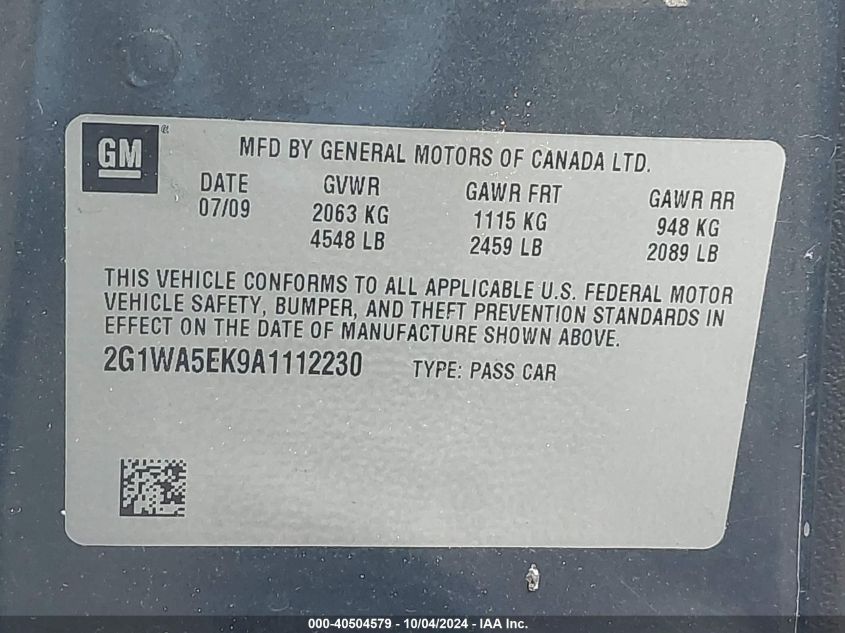 GM ®
MFD BY GENERAL MOTORS OF CANADA LTD.
DATE GVWR GAWR FRT GAWR RR
07/09 2063 KG 1115 KG 948 KG
4548 LB 2459 LB 2089 LB
THIS VEHICLE CONFORMS TO ALL APPLICABLE U.S. FEDERAL MOTOR
VEHICLE SAFETY, BUMPER, AND THEFT PREVENTION STANDARDS IN
EFFECT ON THE DATE OF MANUFACTURE SHOWN ABOVE.
2G1WA5EK9A1112230 TYPE: PASS CAR
000-40504579 - 10/04/2024 - IAA Inc.